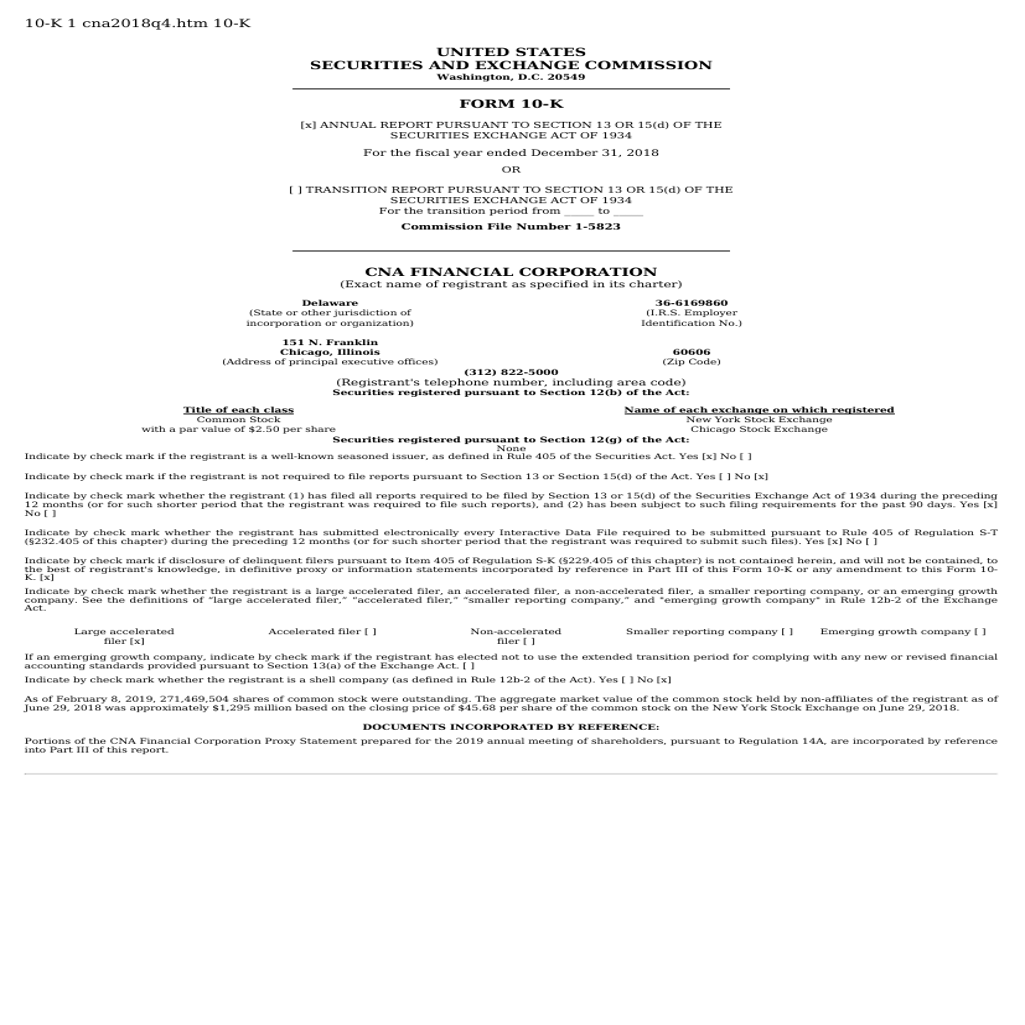 10-K 1 cna2018q4.htm 10-K
UNITED STATES
SECURITIES AND EXCHANGE COMMISSION
Washington, D.C. 20549
FORM 10-K
[x] ANNUAL REPORT PURSUANT TO SECTION 13 OR 15(d) OF THE
SECURITIES EXCHANGE ACT OF 1934
For the fiscal year ended December 31, 2018
OR
[ ] TRANSITION REPORT PURSUANT TO SECTION 13 OR 15(d) OF THE
SECURITIES EXCHANGE ACT OF 1934
For the transition period from _____ to _____
Commission File Number 1-5823
CNA FINANCIAL CORPORATION
(Exact name of registrant as specified in its charter)
Delaware 36-6169860
(State or other jurisdiction of (I.R.S. Employer
incorporation or organization) Identification No.)
151 N. Franklin
Chicago, Illinois 60606
(Address of principal executive offices) (Zip Code)
(312) 822-5000
(Registrant's telephone number, including area code)
Securities registered pursuant to Section 12(b) of the Act:
Title of each class Name of each exchange on which registered
Common Stock New York Stock Exchange
with a par value of $2.50 per share Chicago Stock Exchange
Securities registered pursuant to Section 12(g) of the Act:
None
Indicate by check mark if the registrant is a well-known seasoned issuer, as defined in Rule 405 of the Securities Act. Yes [x] No [ ]
Indicate by check mark if the registrant is not required to file reports pursuant to Section 13 or Section 15(d) of the Act. Yes [ ] No [x]
Indicate by check mark whether the registrant (1) has filed all reports required to be filed by Section 13 or 15(d) of the Securities Exchange Act of 1934 during the preceding
12 months (or for such shorter period that the registrant was required to file such reports), and (2) has been subject to such filing requirements for the past 90 days. Yes [x]
No [ ]
Indicate by check mark whether the registrant has submitted electronically every Interactive Data File required to be submitted pursuant to Rule 405 of Regulation S-T
(§232.405 of this chapter) during the preceding 12 months (or for such shorter period that the registrant was required to submit such files). Yes [x] No [ ]
Indicate by check mark if disclosure of delinquent filers pursuant to Item 405 of Regulation S-K (§229.405 of this chapter) is not contained herein, and will not be contained, to
the best of registrant's knowledge, in definitive proxy or information statements incorporated by reference in Part III of this Form 10-K or any amendment to this Form 10-
K. [x]
Indicate by check mark whether the registrant is a large accelerated filer, an accelerated filer, a non-accelerated filer, a smaller reporting company, or an emerging growth
company. See the definitions of "large accelerated filer," "accelerated filer," "smaller reporting company," and "emerging growth company" in Rule 12b-2 of the Exchange
Act.
Large accelerated Accelerated filer [ ] Non-accelerated Smaller reporting company [ ] Emerging growth company [ ]
filer [x] filer [ ]
If an emerging growth company, indicate by check mark if the registrant has elected not to use the extended transition period for complying with any new or revised financial
accounting standards provided pursuant to Section 13(a) of the Exchange Act. [ ]
Indicate by check mark whether the registrant is a shell company (as defined in Rule 12b-2 of the Act). Yes [ ] No [x]
As of February 8, 2019, 271,469,504 shares of common stock were outstanding. The aggregate market value of the common stock held by non-affiliates of the registrant as of
June 29, 2018 was approximately $1,295 million based on the closing price of $45.68 per share of the common stock on the New York Stock Exchange on June 29, 2018.
DOCUMENTS INCORPORATED BY REFERENCE:
Portions of the CNA Financial Corporation Proxy Statement prepared for the 2019 annual meeting of shareholders, pursuant to Regulation 14A, are incorporated by reference
into Part III of this report.